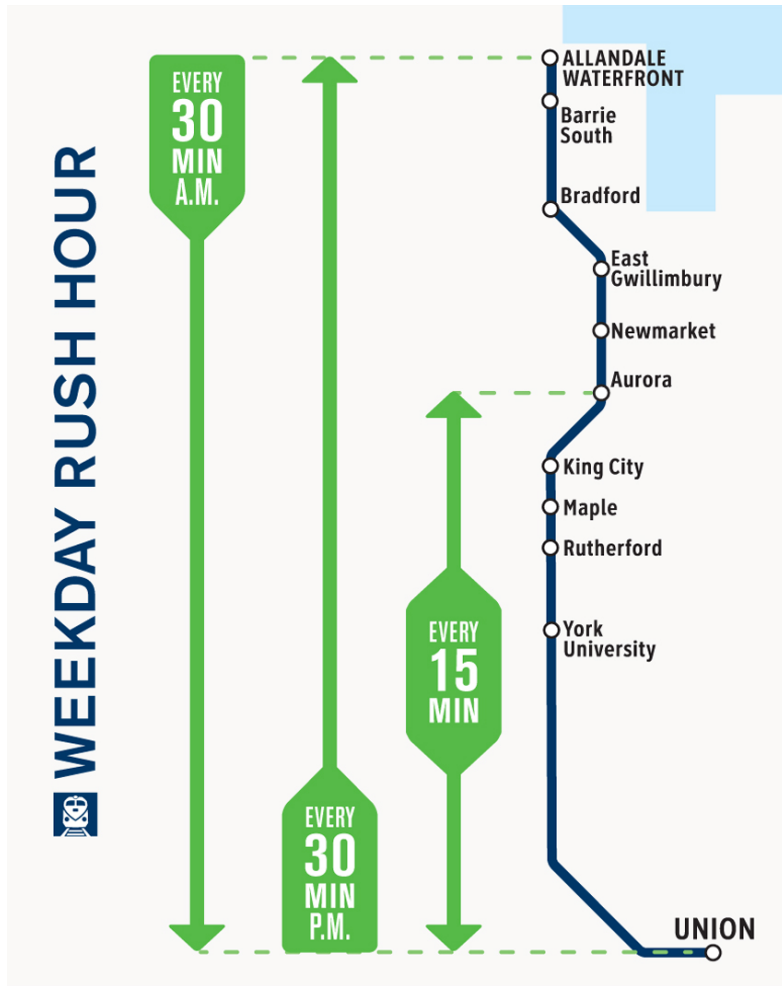 WEEKDAY RUSH HOUR
EVERY
30
MIN
A.M.
EVERY
30
MIN
P.M.
EVERY
15
MIN
ALLANDALE
WATERFRONT
Barrie
South
Bradford
East
Gwillimbury
Newmarket
Aurora
King City
Maple
Rutherford
York
University
UNION